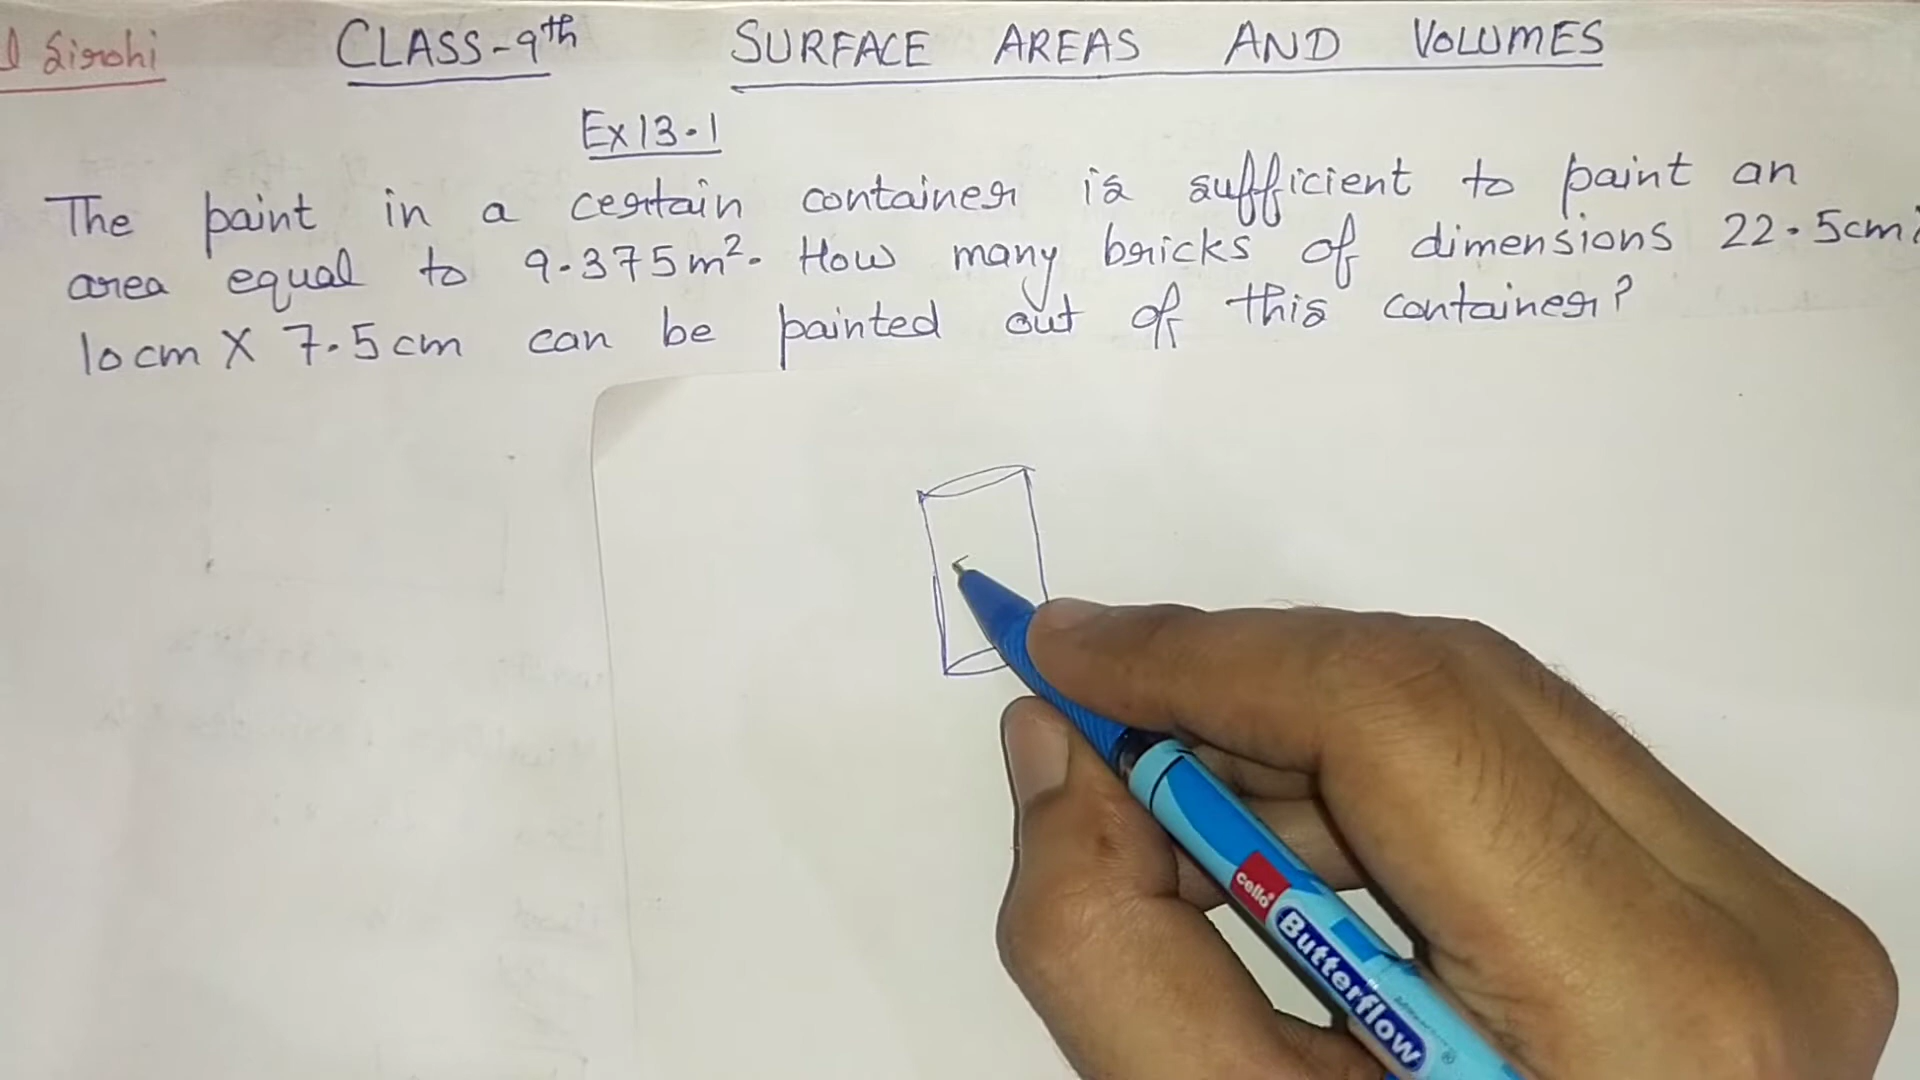 Sirohi CLASS-9th SURFACE AREAS AND VOLUMES
Ex 13.1
The paint in a certain container is sufficient to paint an
area equal to 9.375m². How many bricks of dimensions 22.5cm
10cm X 7.5cm can be painted out of this container?
cello
Butterflow